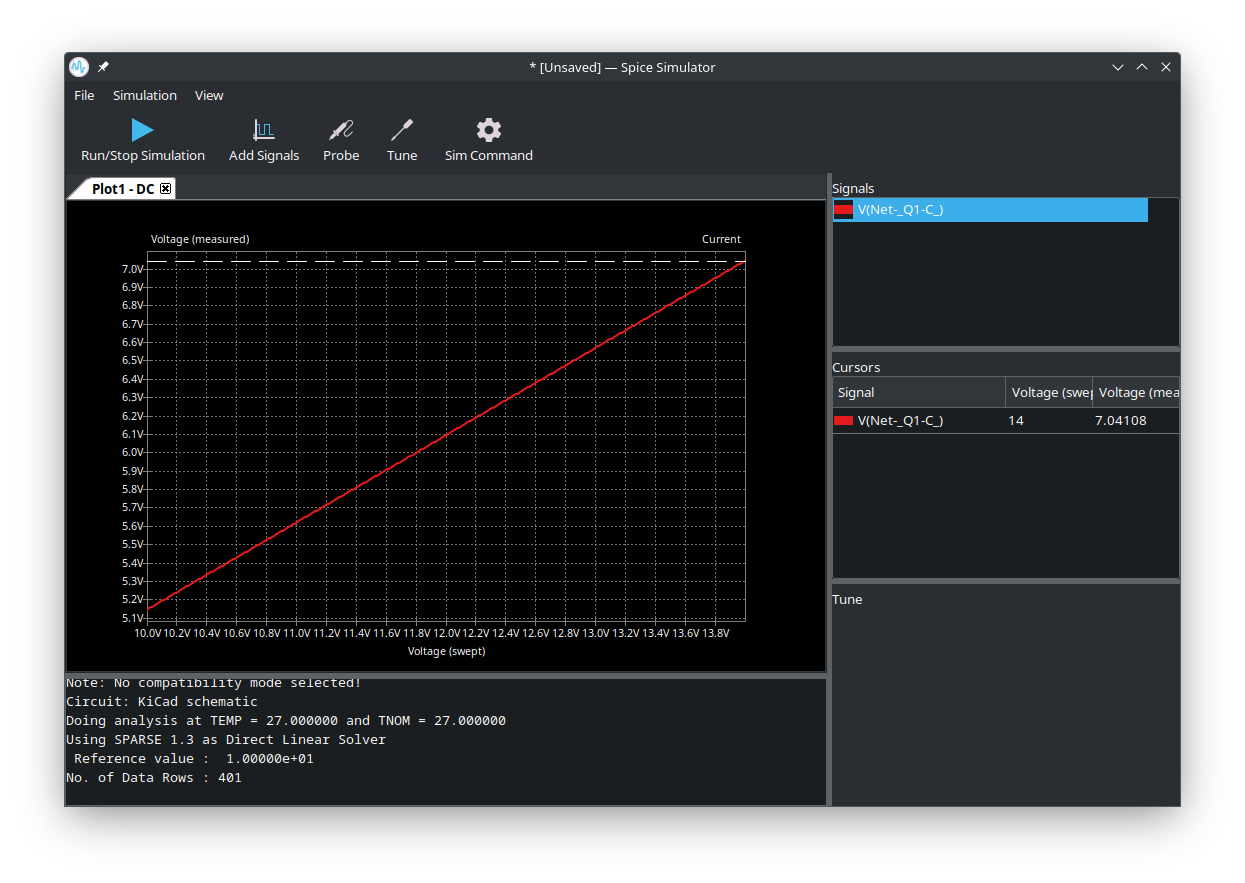 * [Unsaved] — Spice Simulator
File Simulation View
Run/Stop Simulation Add Signals Probe Tune Sim Command
Plot1 - DC
Voltage (measured) Current
7.0V
6.9V
6.8V
6.7V
6.6V
6.5V
6.4V
6.3V
6.2V
6.1V
6.0V
5.9V
5.8V
5.7V
5.6V
5.5V
5.4V
5.3V
5.2V
5.1V
10.0V 10.2V 10.4V 10.6V 10.8V 11.0V 11.2V 11.4V 11.6V 11.8V 12.0V 12.2V 12.4V 12.6V 12.8V 13.0V 13.2V 13.4V 13.6V 13.8V
Voltage (swept)
Note: No compatibility mode selected!
Circuit: KiCad schematic
Doing analysis at TEMP = 27.000000 and TNOM = 27.000000
Using SPARSE 1.3 as Direct Linear Solver
Reference value : 1.00000e+01
No. of Data Rows : 401
Signals
V(Net-_Q1-C_)
Cursors
Signal Voltage (swep Voltage (mea
V(Net-_Q1-C_) 14 7.04108
Tune